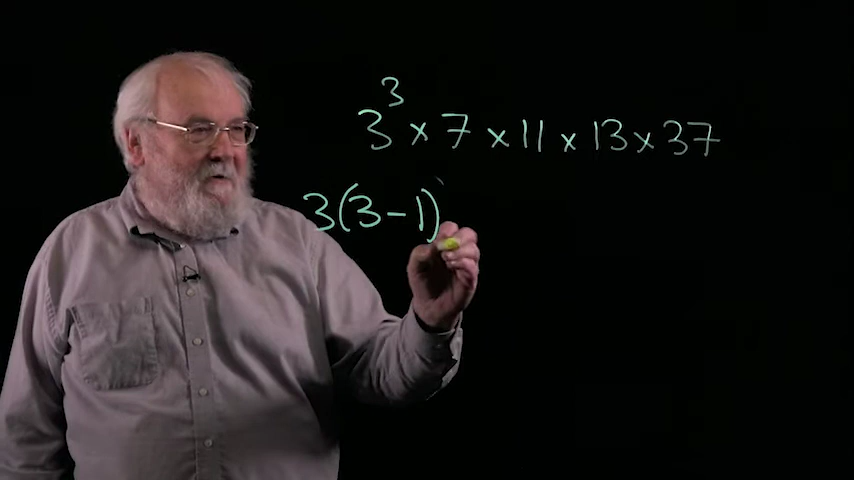 3³ × 7 × 11 × 13 × 37
3(3-1)